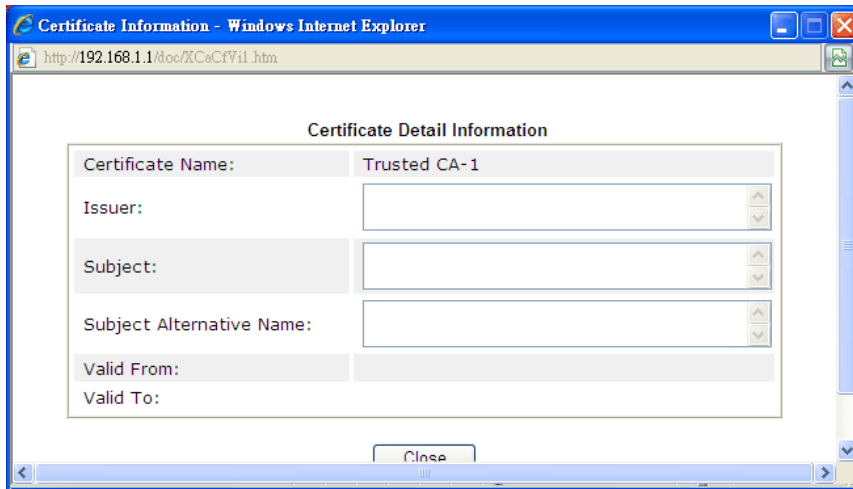 Certificate Information - Windows Internet Explorer
http://192.168.1.1/doc/XCaCfVi1.htm
Certificate Detail Information
Certificate Name: Trusted CA-1
Issuer:
Subject:
Subject Alternative Name:
Valid From:
Valid To:
Close